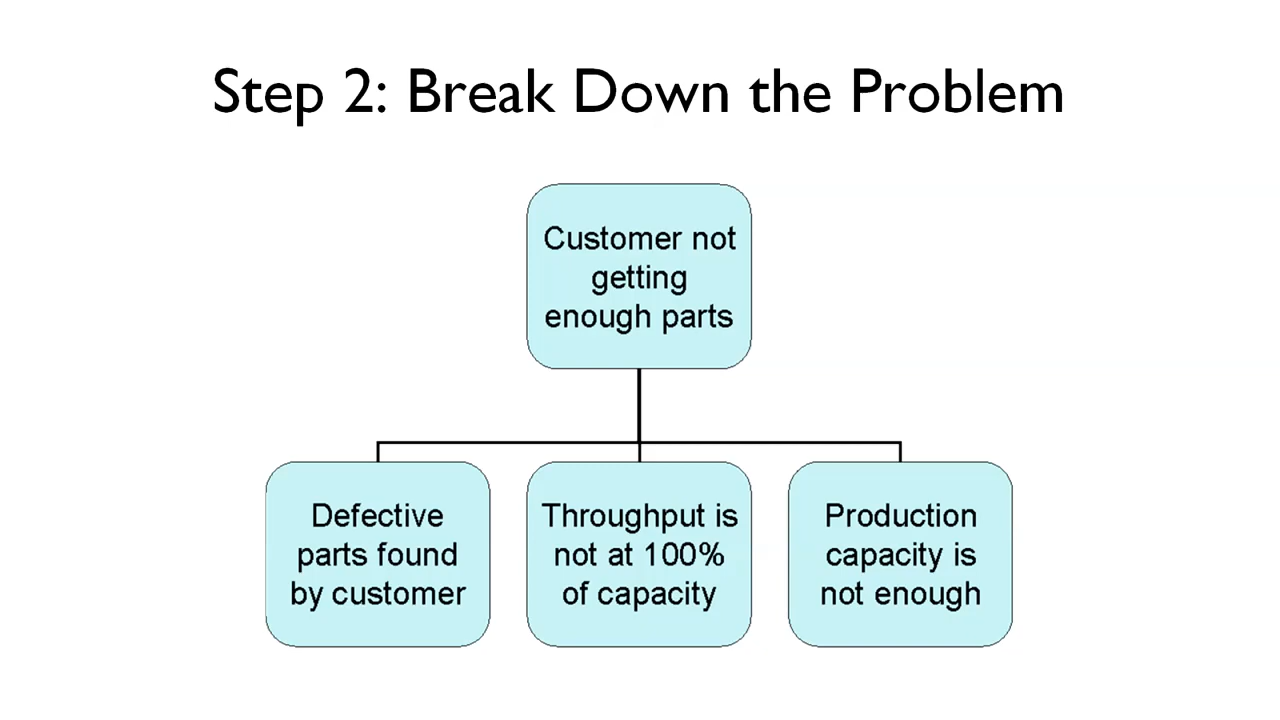 Step 2: Break Down the Problem
Customer not
getting
enough parts
Defective
parts found
by customer
Throughput is
not at 100%
of capacity
Production
capacity is
not enough